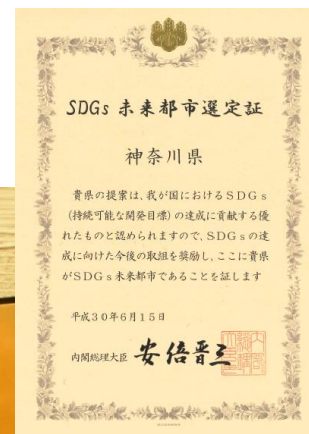 SDGs 未来都市選定証
神奈川県
貴県の提案は、我が国におけるSDGs
(持続可能な開発目標)の達成に貢献する優
れたものと認められますので、SDGsの達
成に向けた今後の取組を奨励し、ここに貴県
がSDGs未来都市であることを証します
平成30年6月15日
内閣総理大臣 安倍晋三